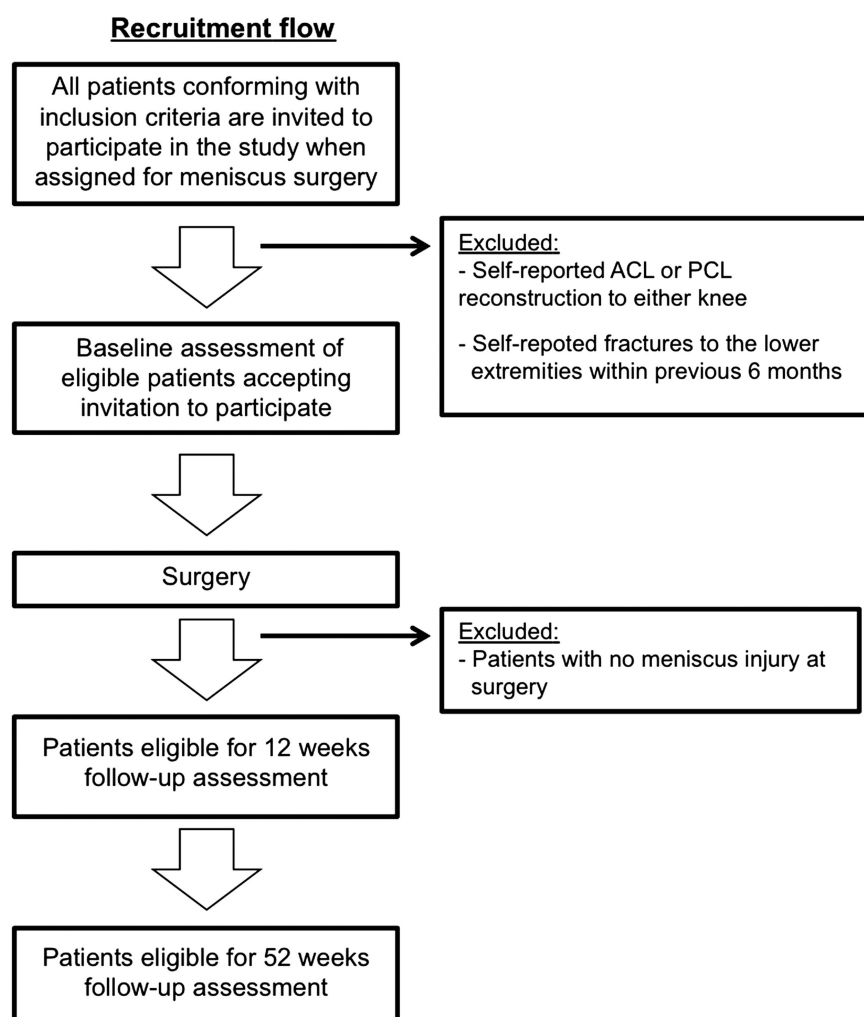 Recruitment flow
All patients conforming with
inclusion criteria are invited to
participate in the study when
assigned for meniscus surgery
Excluded:
- Self-reported ACL or PCL
reconstruction to either knee
- Self-repoted fractures to the lower
extremities within previous 6 months
Baseline assessment of
eligible patients accepting
invitation to participate
Surgery
Excluded:
- Patients with no meniscus injury at
surgery
Patients eligible for 12 weeks
follow-up assessment
Patients eligible for 52 weeks
follow-up assessment